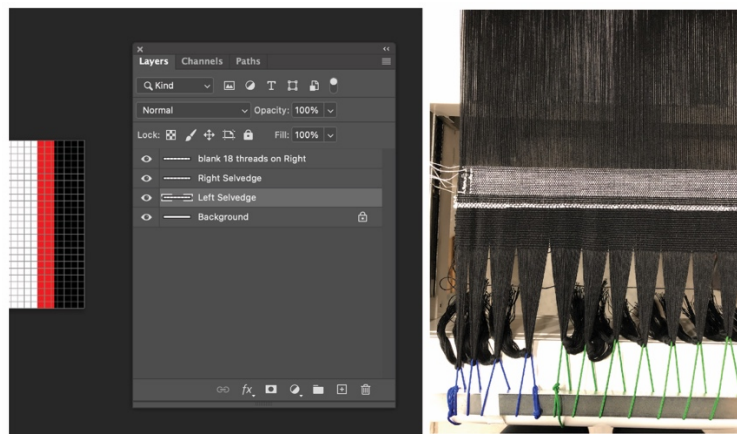 Layers Channels Paths
Kind
Normal Opacity: 100%
Lock: Fill: 100%
blank 18 threads on Right
Right Selvedge
Left Selvedge
Background
fx